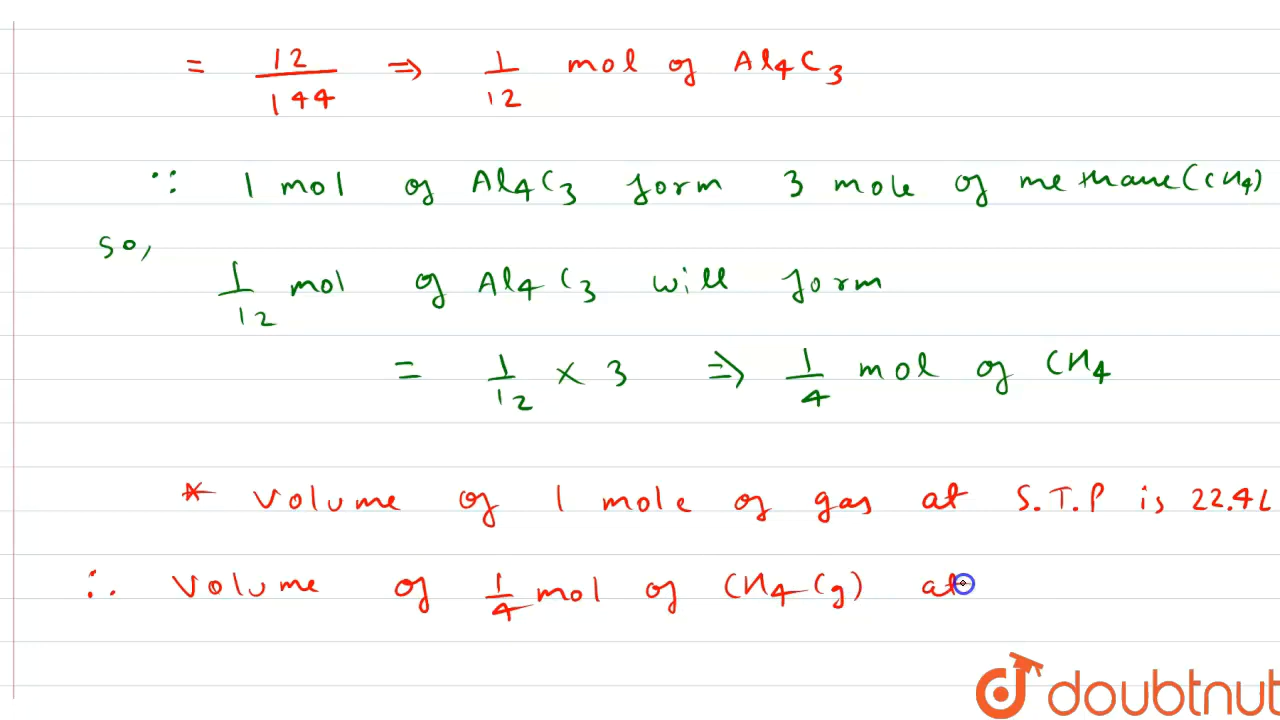 = 12/144 ⇒ 1/12 mol of Al4C3
∵ 1 mol of Al4C3 form 3 mole of methane (CH4)
so,
1/12 mol of Al4C3 will form
= 1/12 × 3 ⇒ 1/4 mol of CH4
* Volume of 1 mole of gas at S.T.P is 22.4L
∴ Volume of 1/4 mol of CH4(g) at
doubtnut